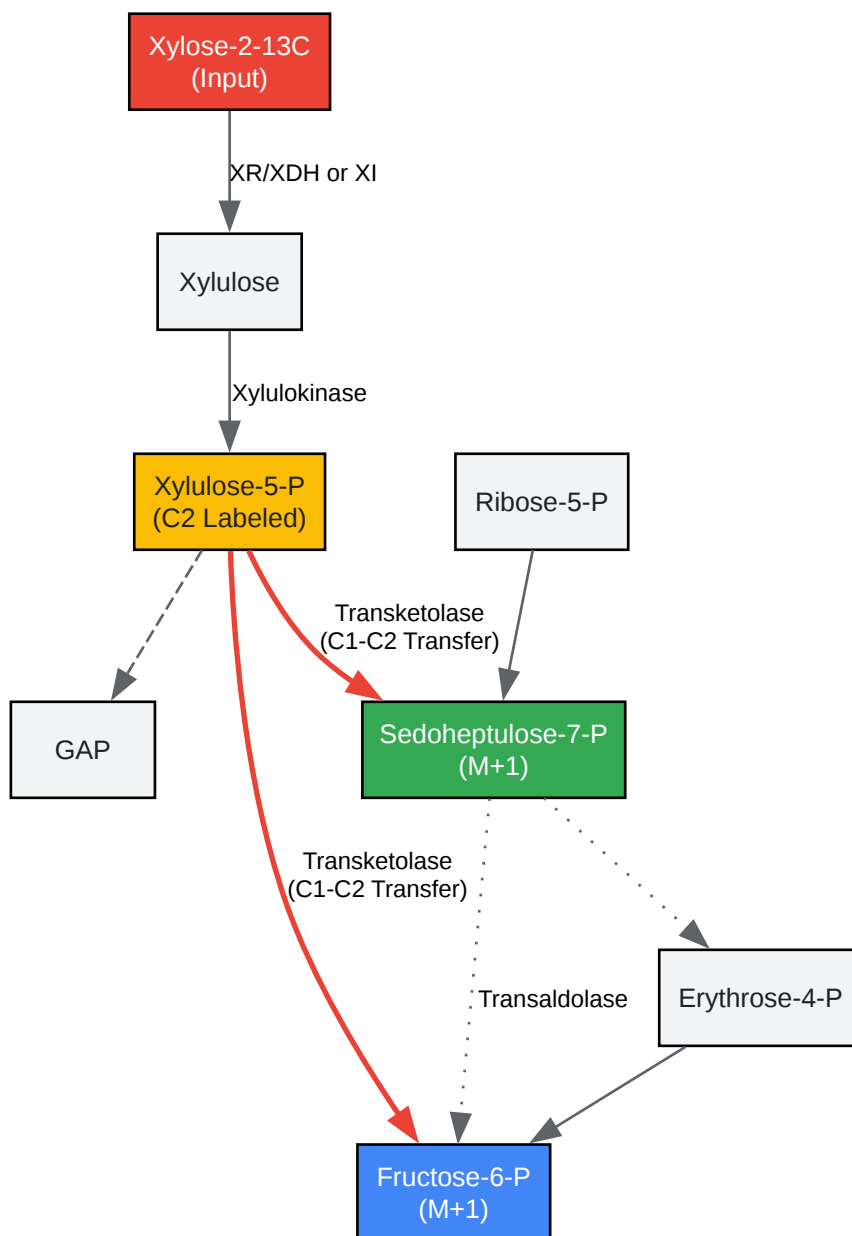 Xylose-2-13C
(Input)
XR/XDH or XI
Xylulose
Xylulokinase
Xylulose-5-P
(C2 Labeled)
Ribose-5-P
Transketolase
(C1-C2 Transfer)
GAP
Sedoheptulose-7-P
(M+1)
Transketolase
(C1-C2 Transfer)
Transaldolase
Erythrose-4-P
Fructose-6-P
(M+1)